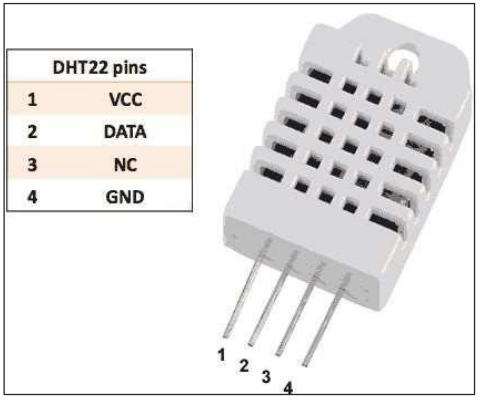 DHT22 pins
1 VCC
2 DATA
3 NC
4 GND
1
2
3
4